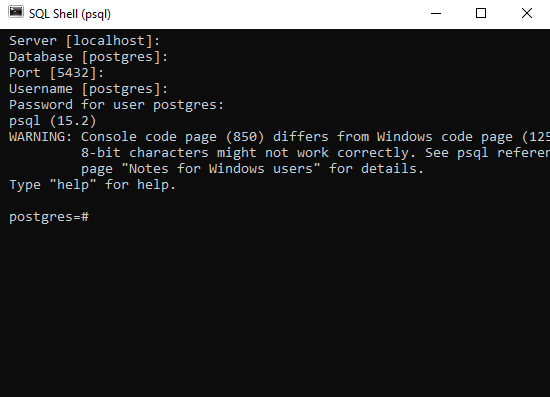 SQL Shell (psql)
Server [localhost]:
Database [postgres]:
Port [5432]:
Username [postgres]:
Password for user postgres:
psql (15.2)
WARNING: Console code page (850) differs from Windows code page (125
8-bit characters might not work correctly. See psql referen
page "Notes for Windows users" for details.
Type "help" for help.
postgres=#